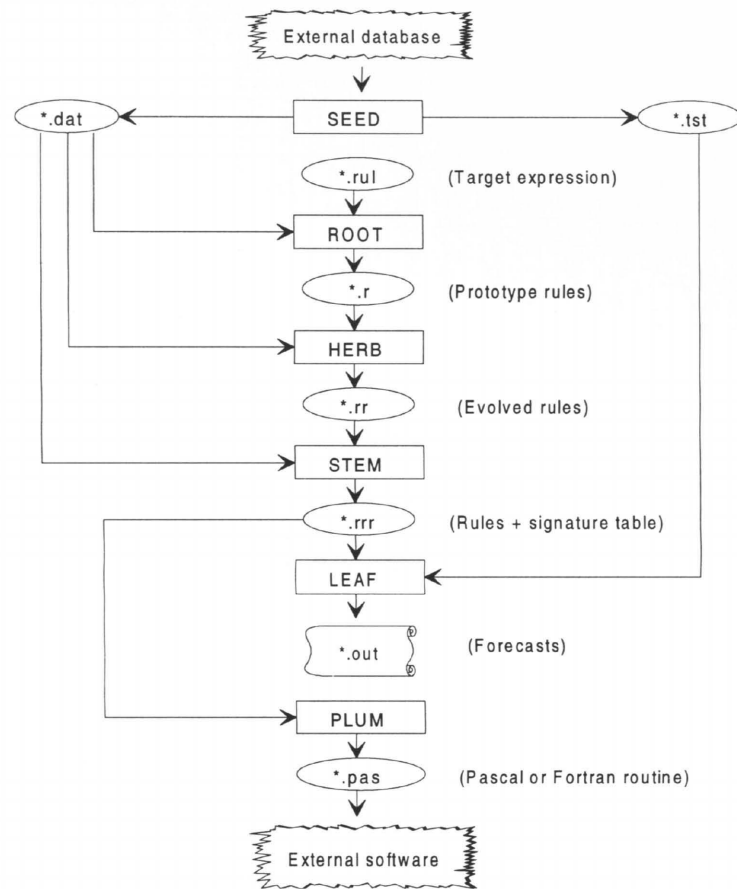 External database
*.dat
SEED
*.tst
*.rul (Target expression)
ROOT
*.r (Prototype rules)
HERB
*.rr (Evolved rules)
STEM
*.rrr (Rules + signature table)
LEAF
*.out (Forecasts)
PLUM
*.pas (Pascal or Fortran routine)
External software